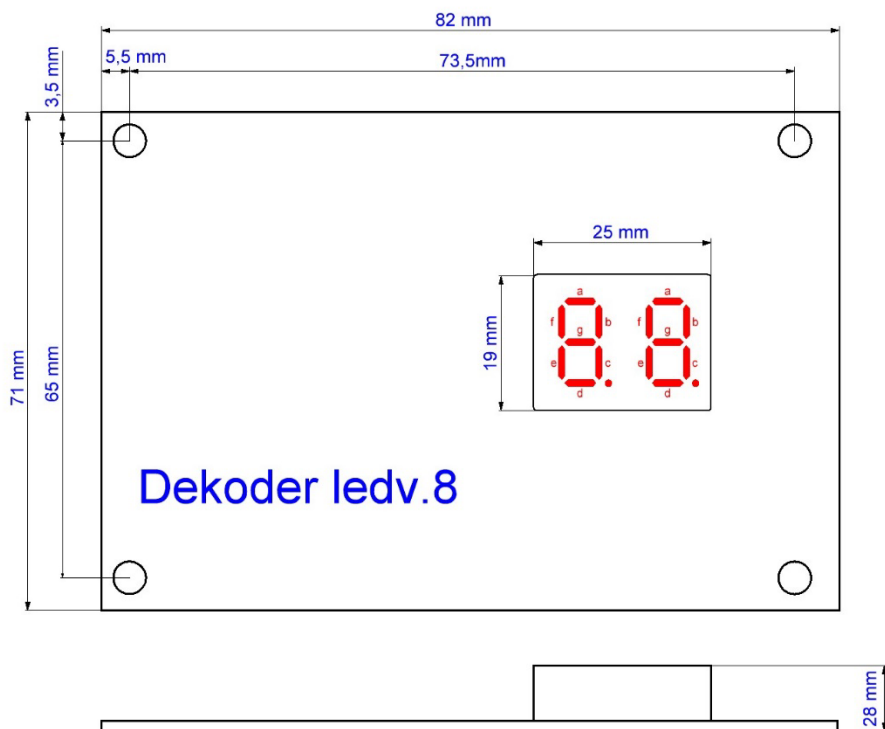 82 mm
5,5 mm
73,5mm
3,5 mm
25 mm
a a
f b f b
g g
19 mm
e c e c
d d
71 mm
65 mm
Dekoder ledv.8
28 mm